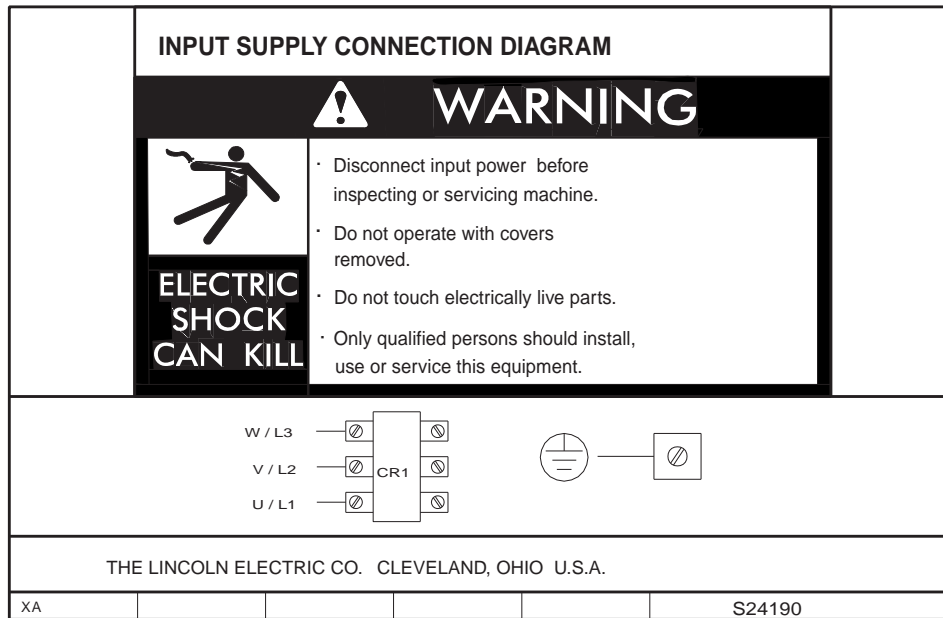 INPUT SUPPLY CONNECTION DIAGRAM
WARNING
ELECTRIC
SHOCK
CAN KILL
· Disconnect input power before
inspecting or servicing machine.
· Do not operate with covers
removed.
· Do not touch electrically live parts.
· Only qualified persons should install,
use or service this equipment.
W / L3
V / L2
CR1
U / L1
THE LINCOLN ELECTRIC CO. CLEVELAND, OHIO U.S.A.
XA
S24190